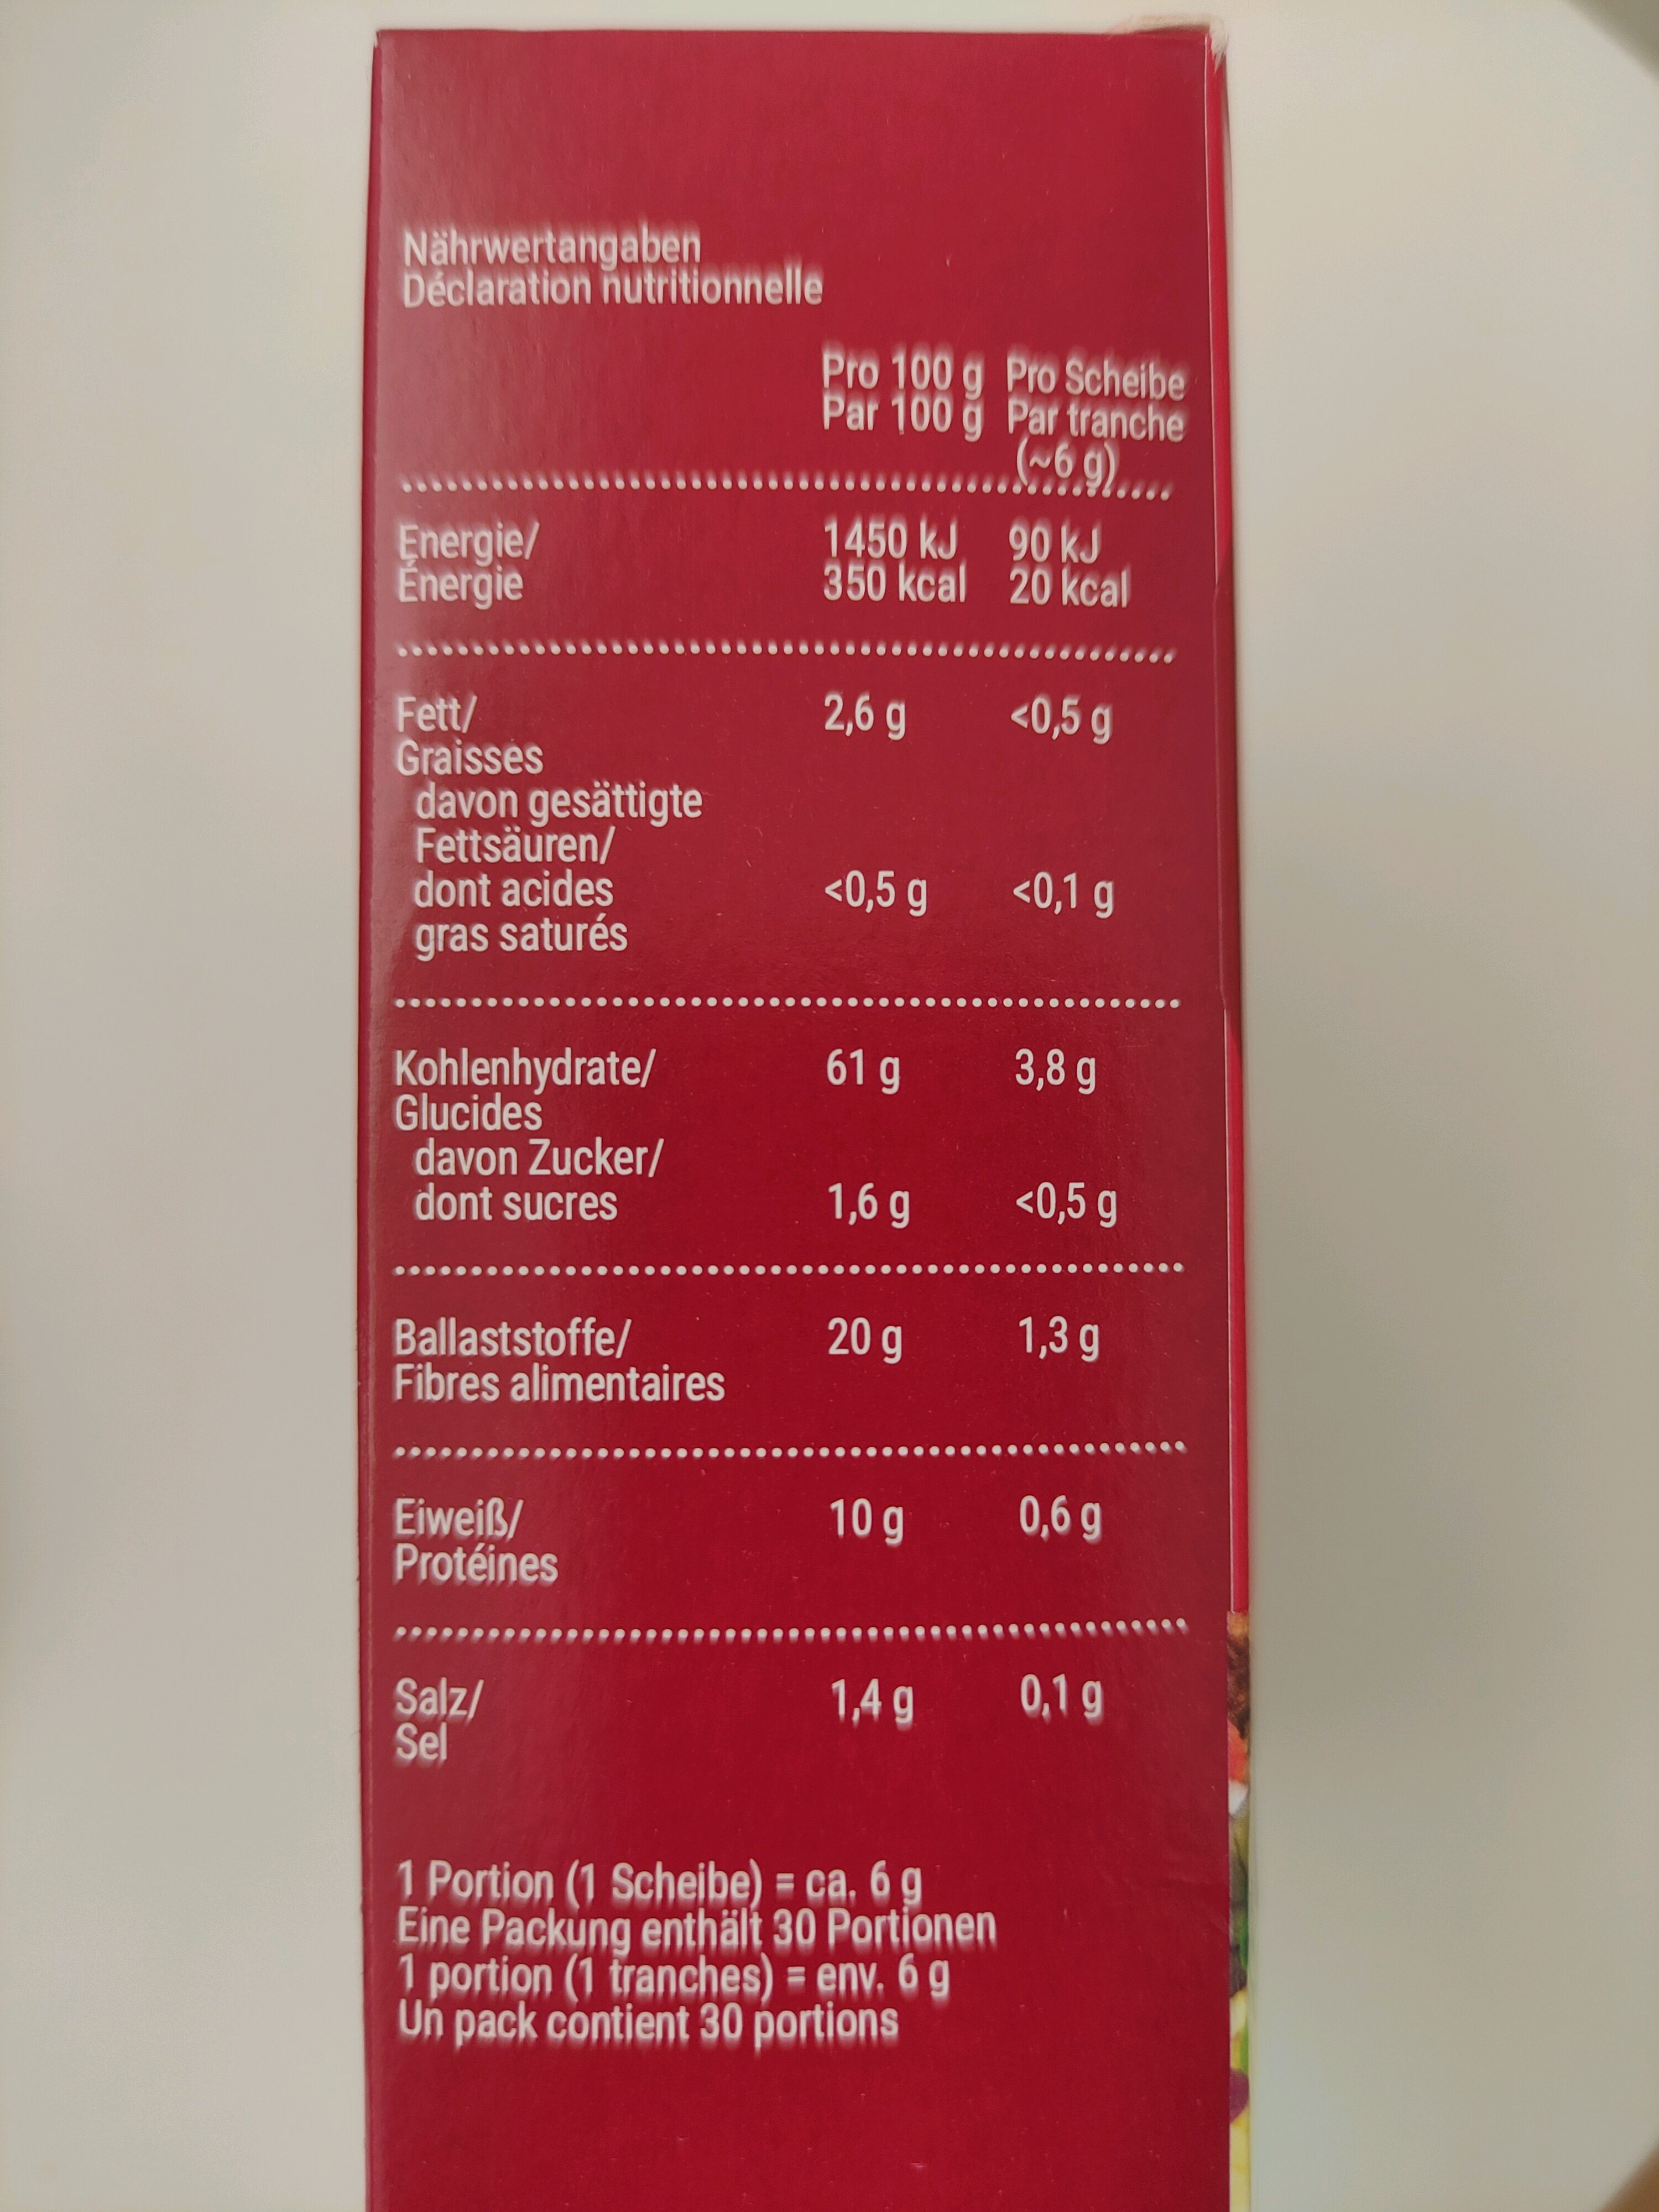 Nährwertangaben
Déclaration nutritionnelle
Pro 100 g Pro Scheibe
Par 100 g Par tranche
(~6 g)
Energie/ 1450 kJ 90 kJ
Énergie 350 kcal 20 kcal
Fett/ 2,6 g <0,5 g
Graisses
davon gesättigte
Fettsäuren/
dont acides <0,5 g <0,1 g
gras saturés
Kohlenhydrate/ 61 g 3,8 g
Glucides
davon Zucker/
dont sucres 1,6 g <0,5 g
Ballaststoffe/ 20 g 1,3 g
Fibres alimentaires
Eiweiß/ 10 g 0,6 g
Protéines
Salz/ 1,4 g 0,1 g
Sel
1 Portion (1 Scheibe) = ca. 6 g
Eine Packung enthält 30 Portionen
1 portion (1 tranches) = env. 6 g
Un pack contient 30 portions